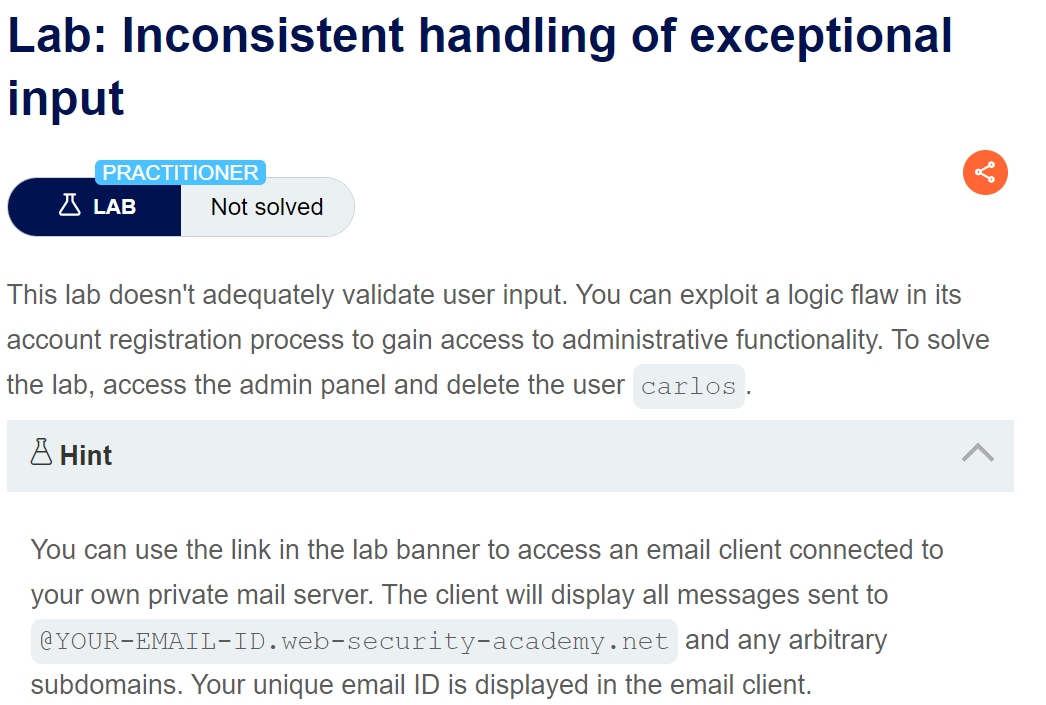 Lab: Inconsistent handling of exceptional
input
PRACTITIONER
LAB
Not solved
This lab doesn't adequately validate user input. You can exploit a logic flaw in its
account registration process to gain access to administrative functionality. To solve
the lab, access the admin panel and delete the user carlos.
Hint
You can use the link in the lab banner to access an email client connected to
your own private mail server. The client will display all messages sent to
@YOUR-EMAIL-ID.web-security-academy.net and any arbitrary
subdomains. Your unique email ID is displayed in the email client.